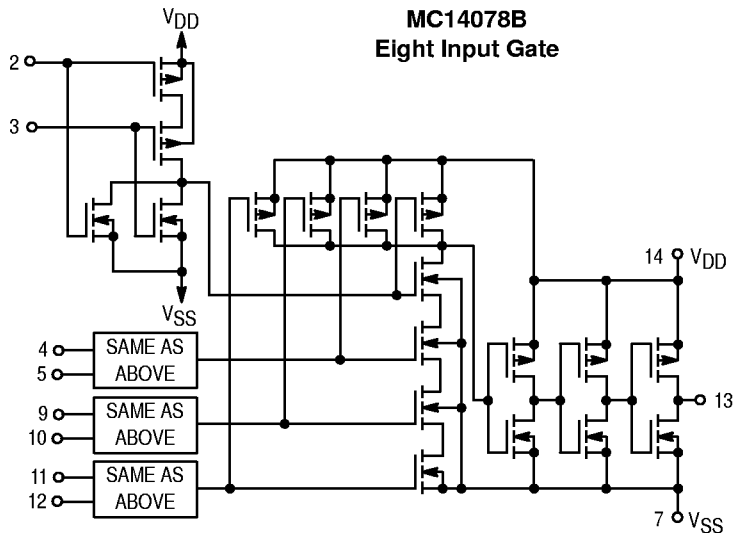 MC14078B
Eight Input Gate
VDD
2
3
VSS
4
5
SAME AS
ABOVE
9
10
SAME AS
ABOVE
11
12
SAME AS
ABOVE
14 VDD
13
7 VSS